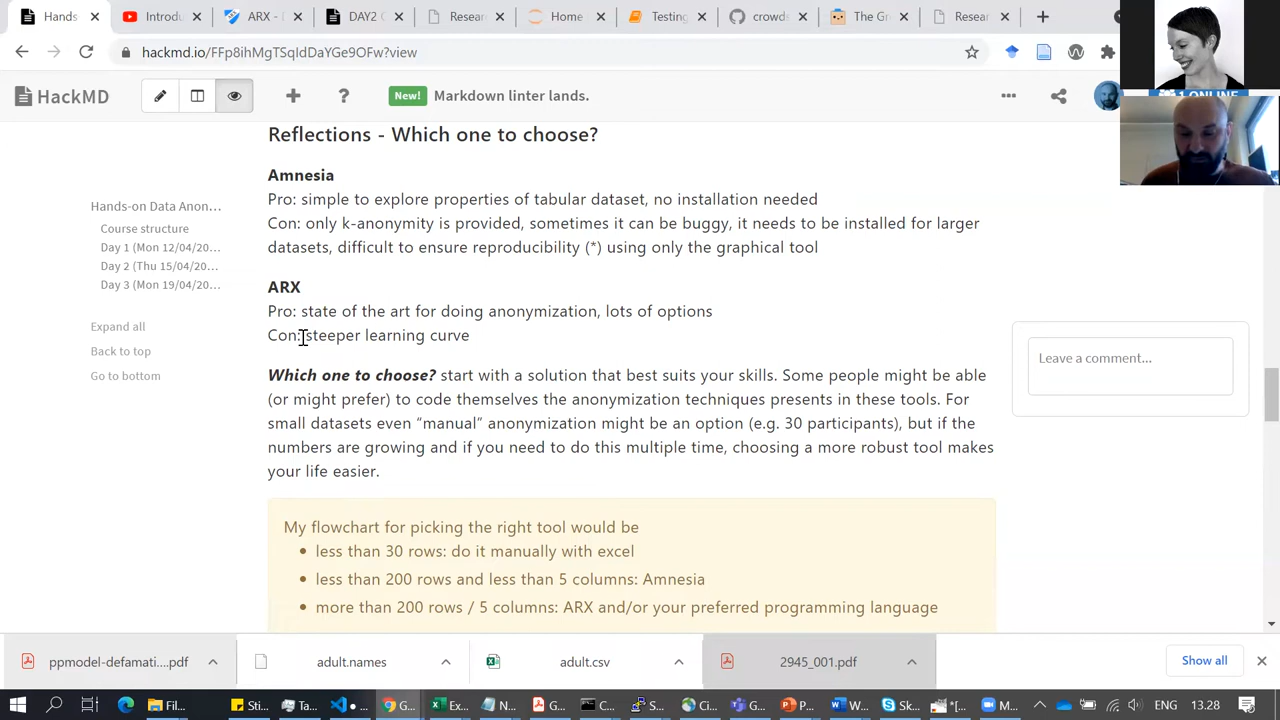 Hands
Introdu
ARX -
DAY2 C
Resear
Home
Testing
crowds
The Gr
Resear
hackmd.io/FFp8ihMgTSqIdDaYGe9OFw?view
HackMD
New! Markdown linter lands.
Hands-on Data Anon...
Course structure
Day 1 (Mon 12/04/20...
Day 2 (Thu 15/04/20...
Day 3 (Mon 19/04/20...
Expand all
Back to top
Go to bottom
Reflections - Which one to choose?
Amnesia
Pro: simple to explore properties of tabular dataset, no installation needed
Con: only k-anonymity is provided, sometimes it can be buggy, it needs to be installed for larger
datasets, difficult to ensure reproducibility (*) using only the graphical tool
ARX
Pro: state of the art for doing anonymization, lots of options
Con: steeper learning curve
Which one to choose? start with a solution that best suits your skills. Some people might be able
(or might prefer) to code themselves the anonymization techniques presents in these tools. For
small datasets even “manual” anonymization might be an option (e.g. 30 participants), but if the
numbers are growing and if you need to do this multiple time, choosing a more robust tool makes
your life easier.
My flowchart for picking the right tool would be
• less than 30 rows: do it manually with excel
• less than 200 rows and less than 5 columns: Amnesia
• more than 200 rows / 5 columns: ARX and/or your preferred programming language
Leave a comment...
ppmodel-defamati....pdf
adult.names
adult.csv
2945_001.pdf
Show all
Fil...
Sti...
Ta...
G...
Ex...
N...
G...
C...
S...
Ci...
G...
P...
W...
Sk...
*[...
M...
13.28